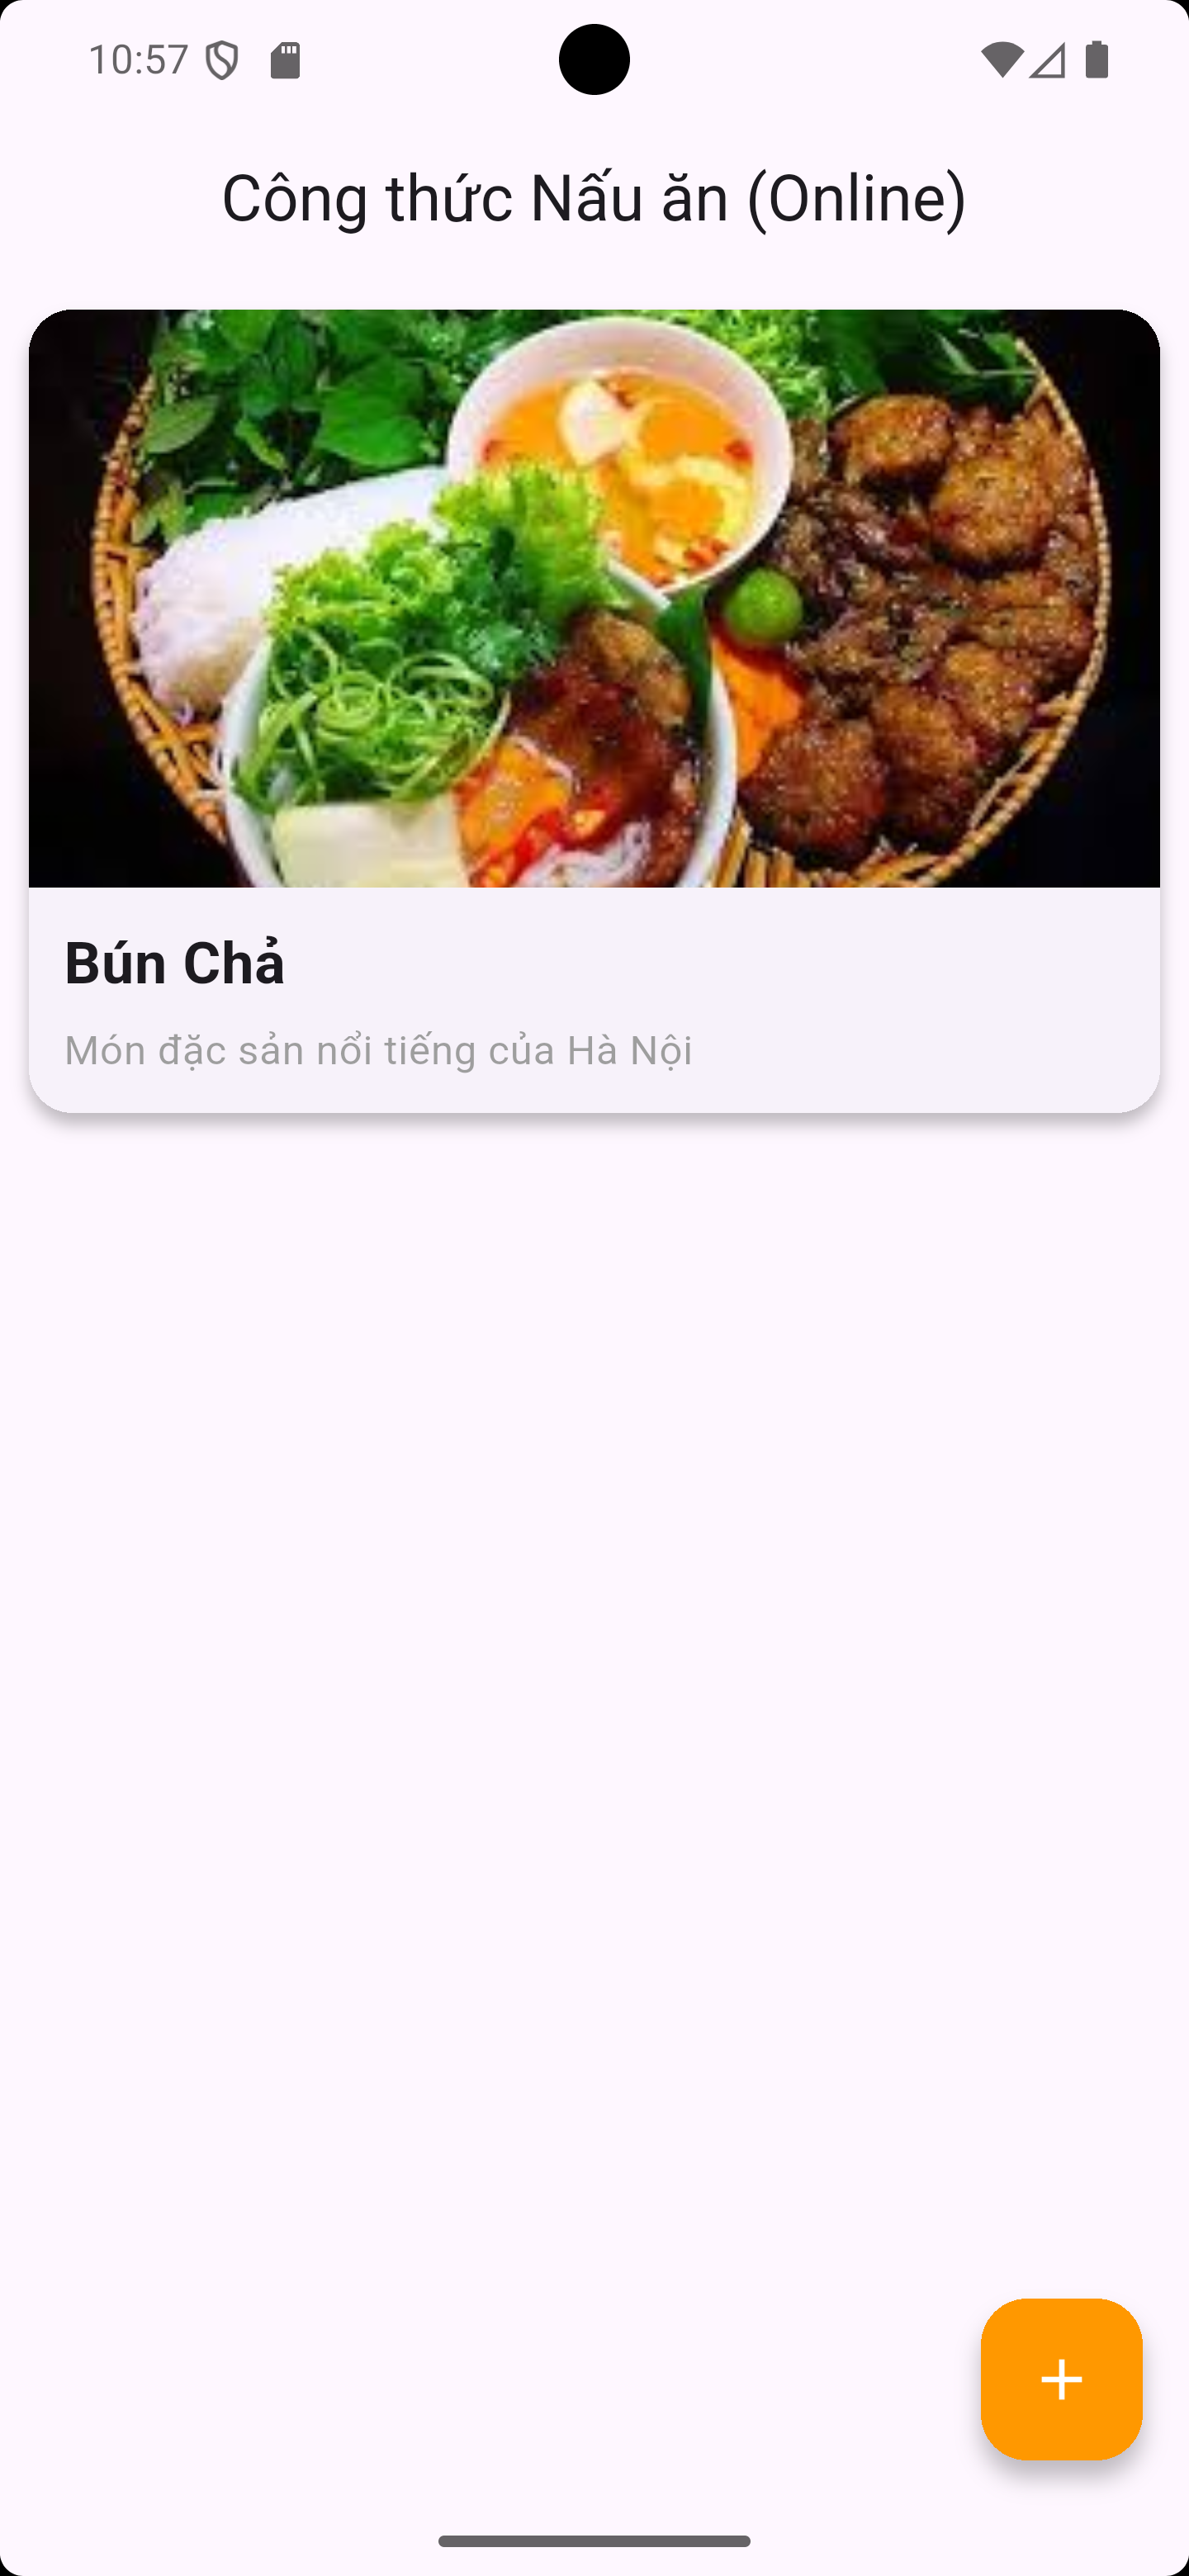 10:57
Công thức Nấu ăn (Online)
Bún Chả
Món đặc sản nổi tiếng của Hà Nội